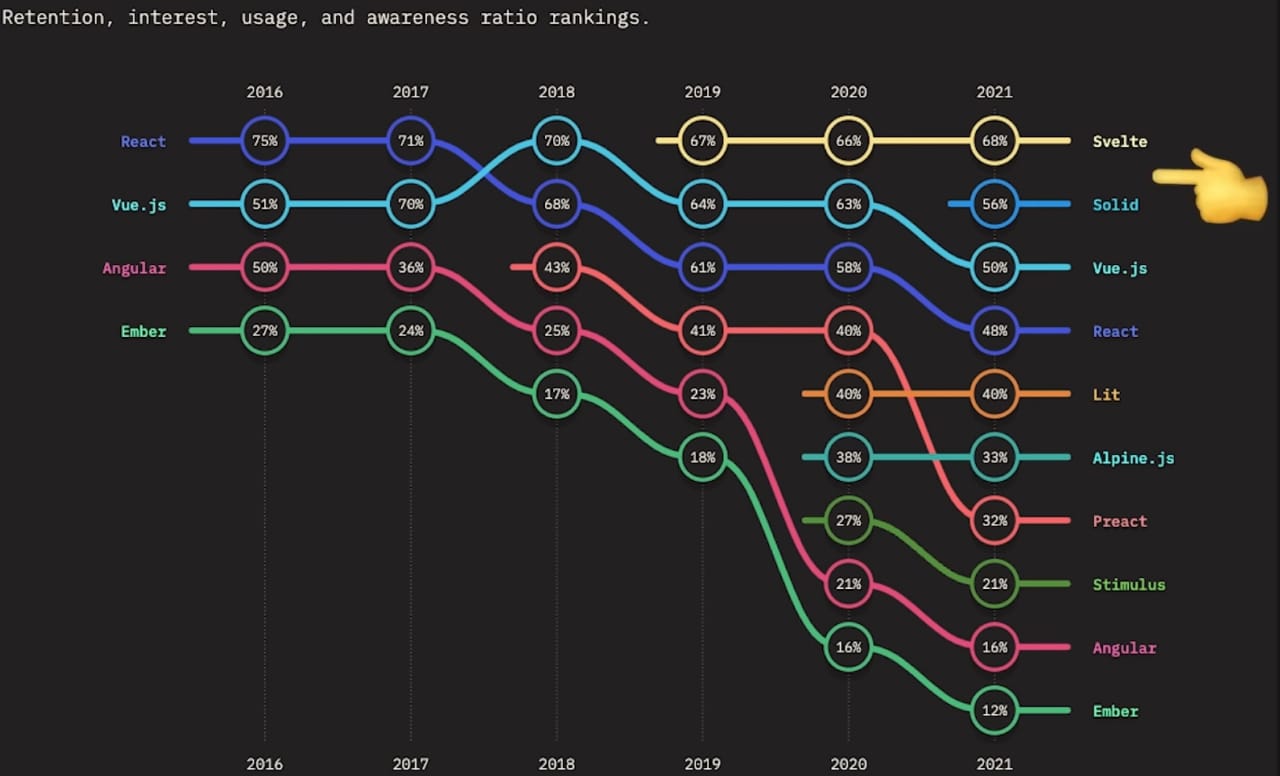 Retention, interest, usage, and awareness ratio rankings.
2016 2017 2018 2019 2020 2021
React 75% 71% 70% 67% 66% 68% Svelte
Vue.js 51% 70% 68% 64% 63% 56% Solid
Angular 50% 36% 43% 61% 58% 50% Vue.js
Ember 27% 24% 25% 41% 40% 48% React
17% 23% 40% 40% Lit
18% 38% 33% Alpine.js
27% 32% Preact
21% 21% Stimulus
16% 16% Angular
12% Ember
2016 2017 2018 2019 2020 2021